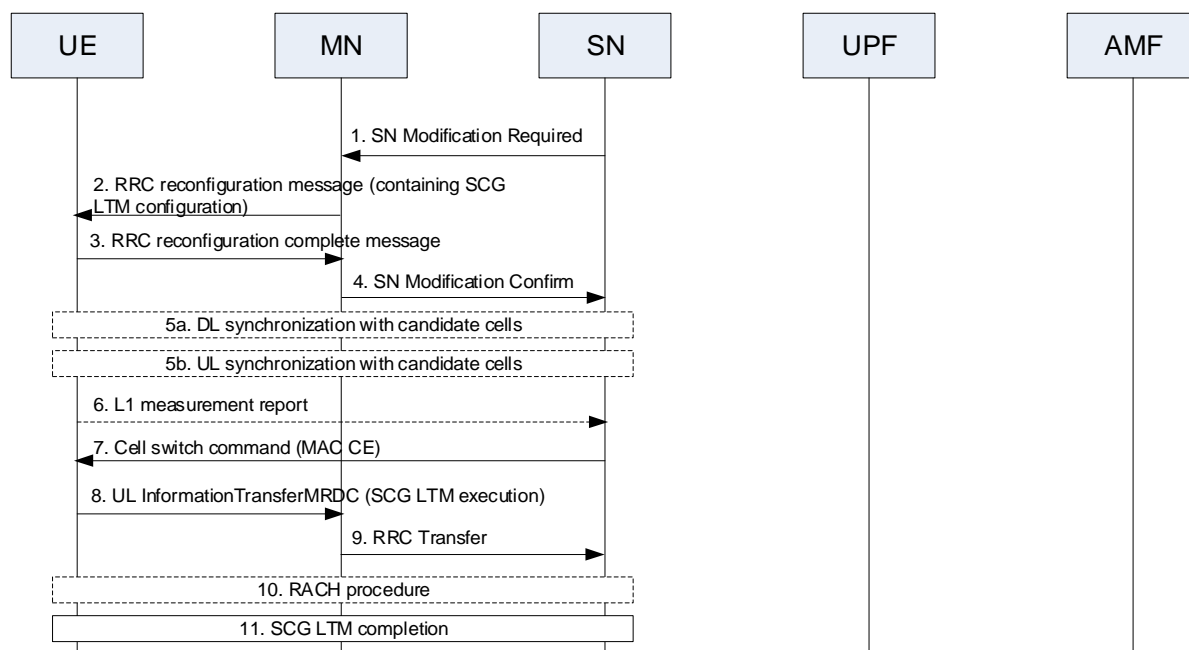 UE
MN
SN
UPF
AMF
1. SN Modification Required
2. RRC reconfiguration message (containing SCG
LTM configuration)
3. RRC reconfiguration complete message
4. SN Modification Confirm
5a. DL synchronization with candidate cells
5b. UL synchronization with candidate cells
6. L1 measurement report
7. Cell switch command (MAC CE)
8. UL InformationTransferMRDC (SCG LTM execution)
9. RRC Transfer
10. RACH procedure
11. SCG LTM completion